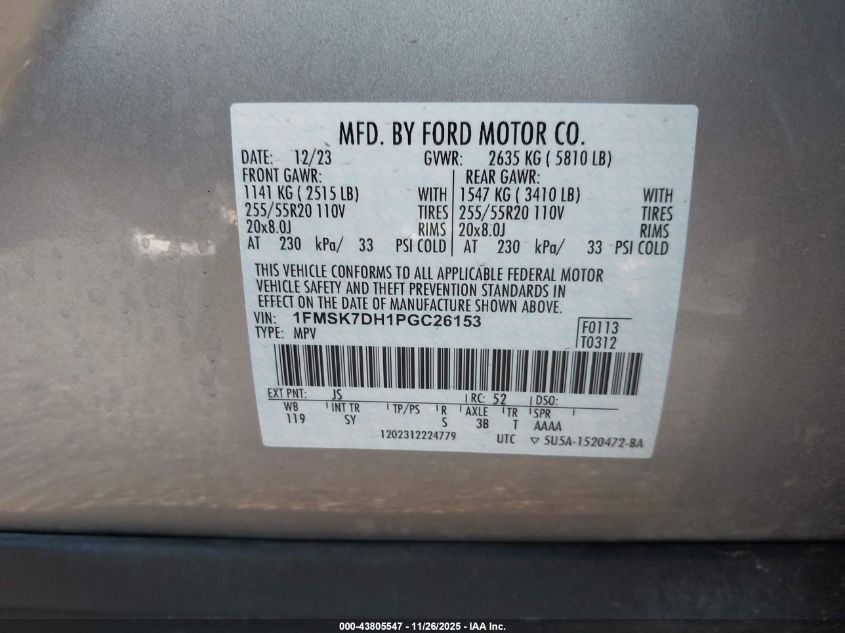 MFD. BY FORD MOTOR CO.
DATE: 12/23 GVWR: 2635 KG ( 5810 LB)
FRONT GAWR: REAR GAWR:
1141 KG ( 2515 LB) WITH 1547 KG ( 3410 LB) WITH
255/55R20 110V TIRES 255/55R20 110V TIRES
20x8.0J RIMS 20x8.0J RIMS
AT 230 kPa/ 33 PSI COLD AT 230 kPa/ 33 PSI COLD
THIS VEHICLE CONFORMS TO ALL APPLICABLE FEDERAL MOTOR
VEHICLE SAFETY AND THEFT PREVENTION STANDARDS IN
EFFECT ON THE DATE OF MANUFACTURE SHOWN ABOVE.
VIN: 1FMSK7DH1PGC26153 F0113
TYPE: MPV T0312
EXT PNT: JS RC: 52 DSO:
WB INT TR TP/PS R AXLE TR SPR
119 SY S 3B T AAAA
1202312224779 UTC ▽ 5U5A-1520472-BA
000-43805547 - 11/26/2025 - IAA Inc.